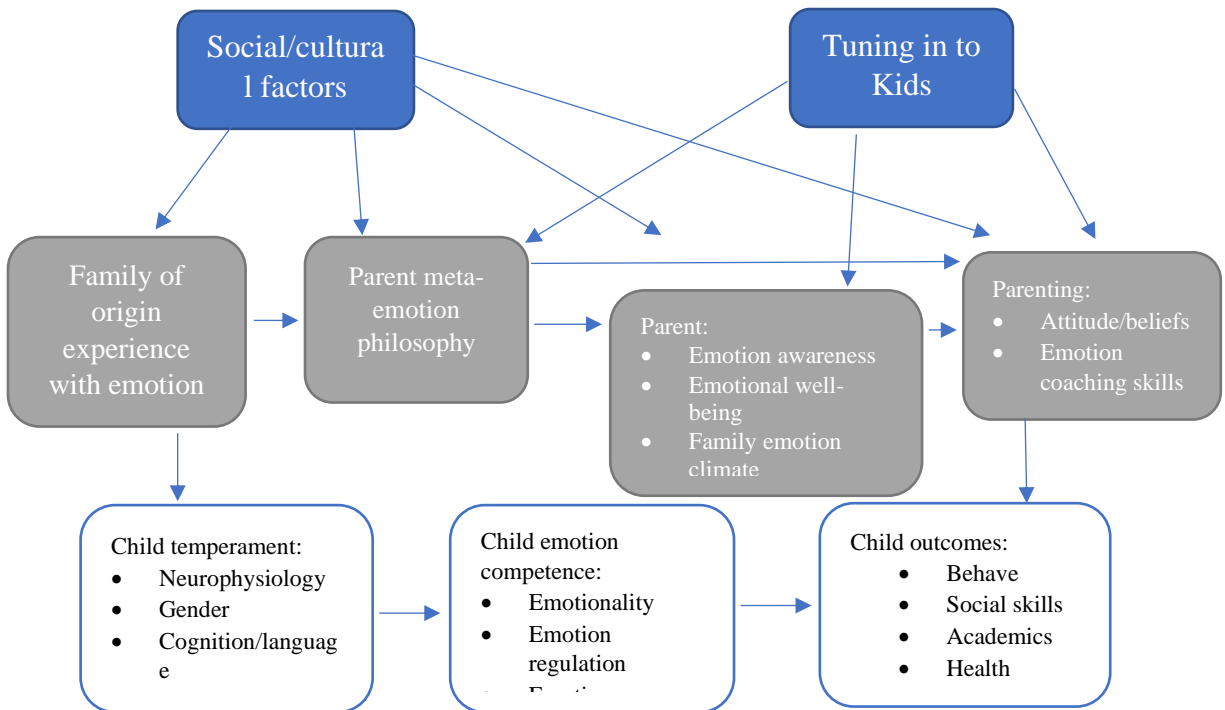 Social/cultura
l factors
Tuning in to
Kids
Family of
origin
experience
with emotion
Parent meta-
emotion
philosophy
Parent:
• Emotion awareness
• Emotional well-
being
• Family emotion
climate
Parenting:
• Attitude/beliefs
• Emotion
coaching skills
Child temperament:
• Neurophysiology
• Gender
• Cognition/languag
e
Child emotion
competence:
• Emotionality
• Emotion
regulation
Child outcomes:
• Behave
• Social skills
• Academics
• Health